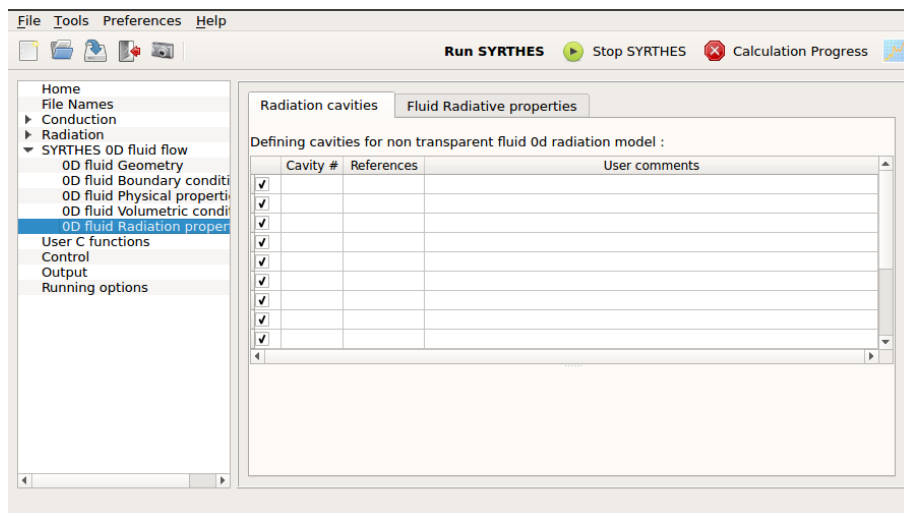 File Tools Preferences Help
Run SYRTHES Stop SYRTHES Calculation Progress
Home
File Names
Conduction
Radiation
SYRTHES 0D fluid flow
0D fluid Geometry
0D fluid Boundary conditi
0D fluid Physical properti
0D fluid Volumetric condi
0D fluid Radiation proper
User C functions
Control
Output
Running options
Radiation cavities Fluid Radiative properties
Defining cavities for non transparent fluid 0d radiation model :
Cavity # References User comments